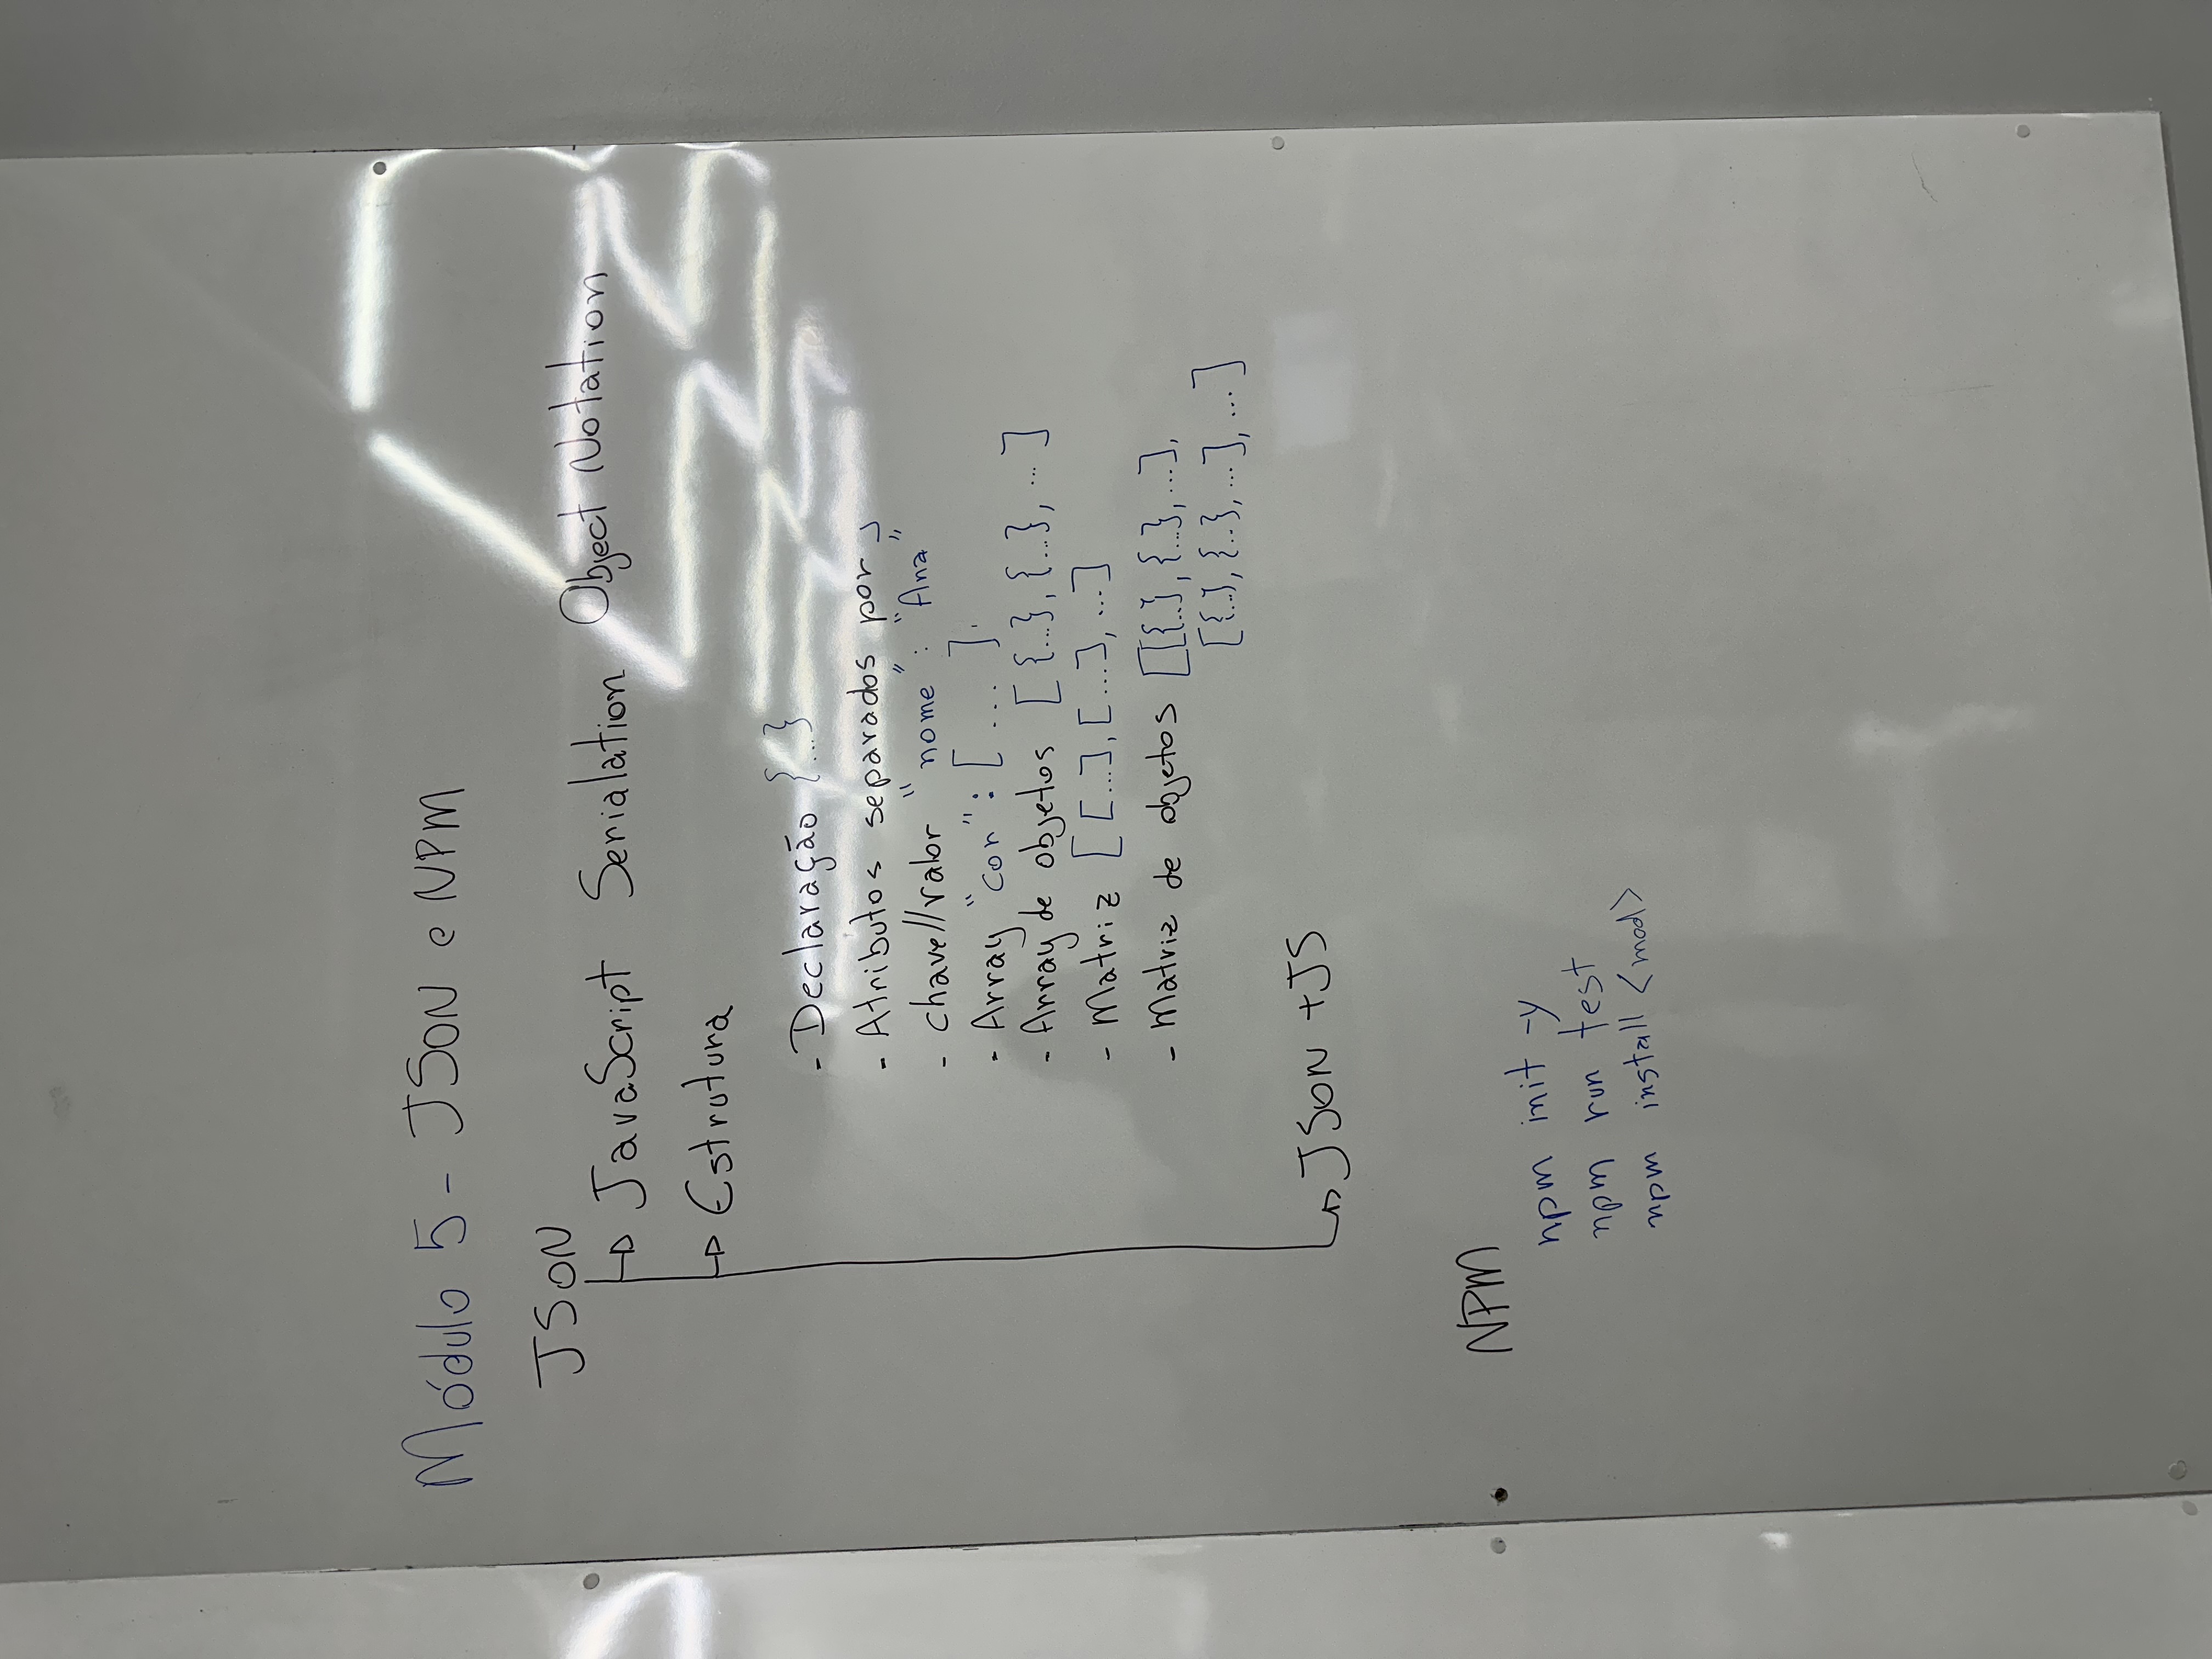 Módulo 5 - JSON e NPM
JSON
JavaScript Serialation Object Notation
Estrutura
- Declaração {...}
- Atributos separados por ,
- chave//valor "nome": "Ana"
- Array "cor": [ ... ]
- Array de objetos [ {...}, {...}, ... ]
- Matriz [ [...], [...], ... ]
- Matriz de objetos [[{..}, {...}, ...],
[{..}, {..}, ...], ... ]
JSON + JS
NPM
npm init -y
npm run test
npm install <mod>